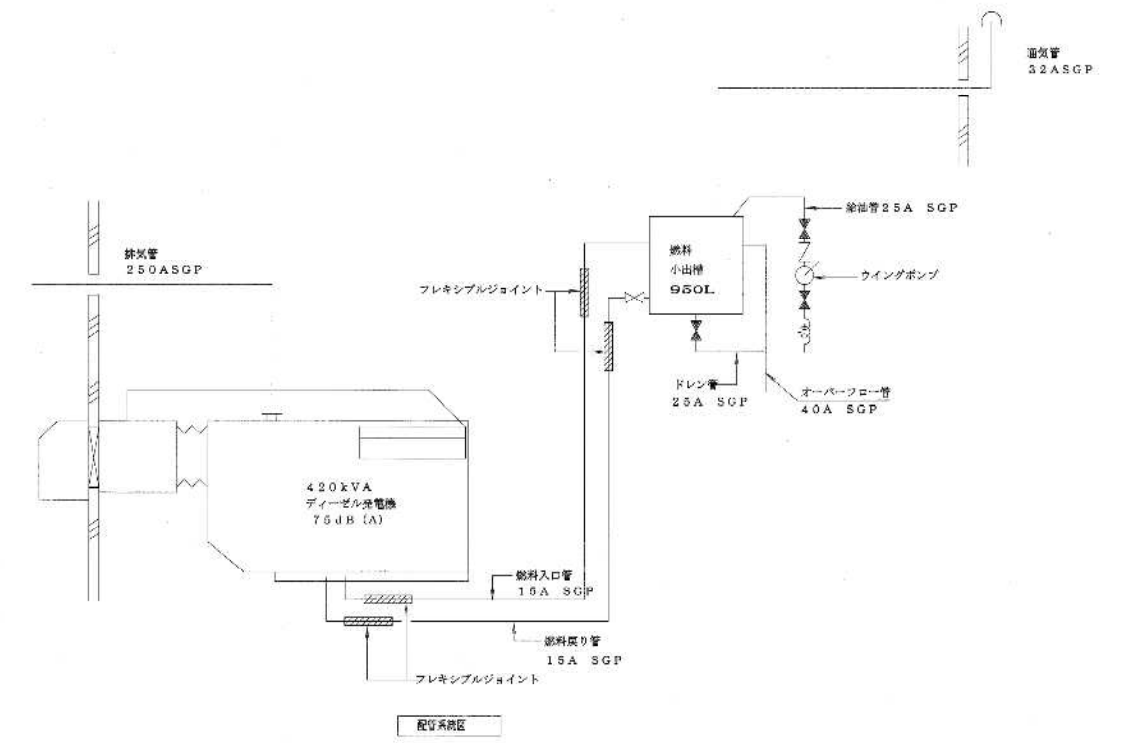 通気管
32ASGP
給油管25A SGP
排気管
250ASGP
燃料
小出槽
950L
ウイングポンプ
フレキシブルジョイント
ドレン管
25A SGP
オーバーフロー管
40A SGP
420kVA
ディーゼル発電機
75dB(A)
燃料入口管
15A SGP
燃料戻り管
15A SGP
フレキシブルジョイント
配管系統区